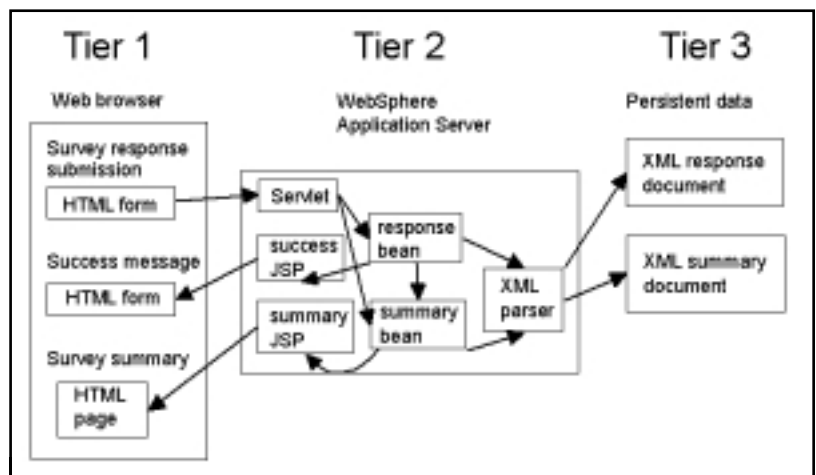 Tier 1
Tier 2
Tier 3
Web browser
WebSphere
Application Server
Persistent data
Survey response
submission
HTML form
Success message
HTML form
Survey summary
HTML
page
Servlet
response
bean
success
JSP
summary
JSP
summary
bean
XML
parser
XML response
document
XML summary
document